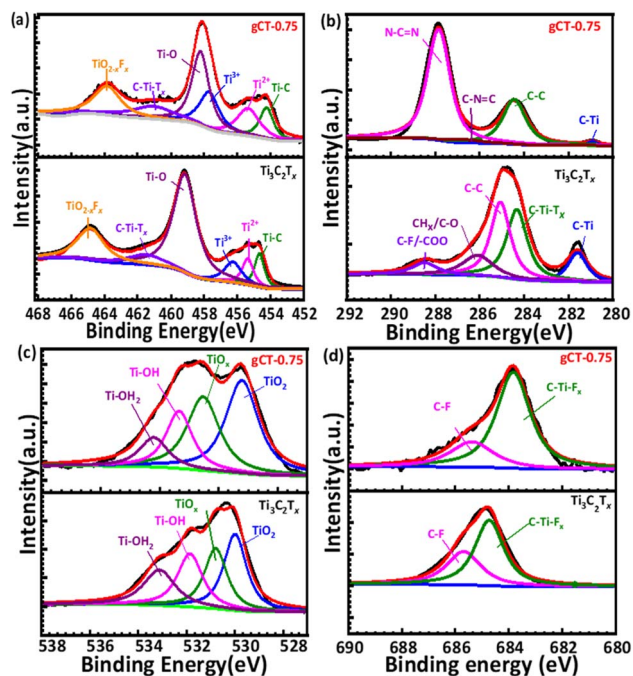 (a)
gCT-0.75
Ti-O
TiO2-xFx
C-Ti-Tx
Ti3+
Ti2+
Ti-C
Ti3C2Tx
Ti-O
TiO2-xFx
C-Ti-Tx
Ti3+
Ti2+
Ti-C
Intensity(a.u.)
468 466 464 462 460 458 456 454 452
Binding Energy(eV)
(b)
gCT-0.75
N-C=N
C-N=C
C-C
C-Ti
Ti3C2Tx
C-C
C-Ti-Tx
CHX/C-O
C-F/-COO
C-Ti
Intensity(a.u.)
292 290 288 286 284 282 280
Binding Energy(eV)
(c)
gCT-0.75
Ti-OH
TiOx
Ti-OH2
TiO2
Ti3C2Tx
TiOx
Ti-OH
TiO2
Ti-OH2
Intensity(a.u.)
538 536 534 532 530 528
Binding Energy(eV)
(d)
gCT-0.75
C-F
C-Ti-Fx
Ti3C2Tx
C-F
C-Ti-Fx
Intensity(a.u.)
690 688 686 684 682 680
Binding energy (eV)